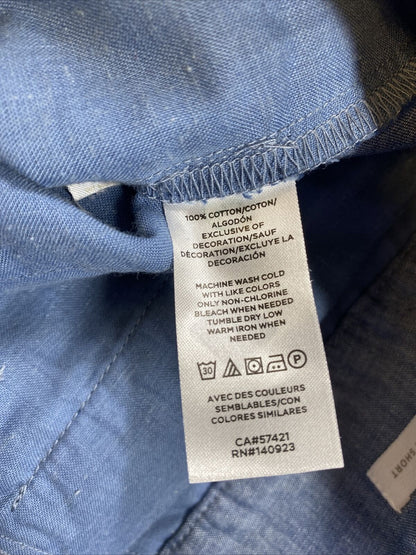 100% COTTON/COTON/
ALGODÓN
EXCLUSIVE OF
DECORATION/SAUF
DÉCORATION/EXCLUYE LA
DECORACIÓN
MACHINE WASH COLD
WITH LIKE COLORS
ONLY NON-CHLORINE
BLEACH WHEN NEEDED
TUMBLE DRY LOW
WARM IRON WHEN
NEEDED
30 P
AVEC DES COULEURS
SEMBLABLES/CON
COLORES SIMILARES
CA#57421
RN#140923
SHORT